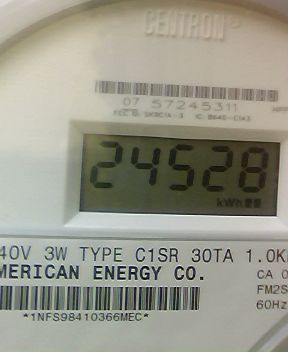 CENTRON®
07 57245311
24528
kWh
40V 3W TYPE C1SR 30TA 1.0K
MERICAN ENERGY CO.
CA 0
FM2S
60Hz
*1NFS98410366MEC*